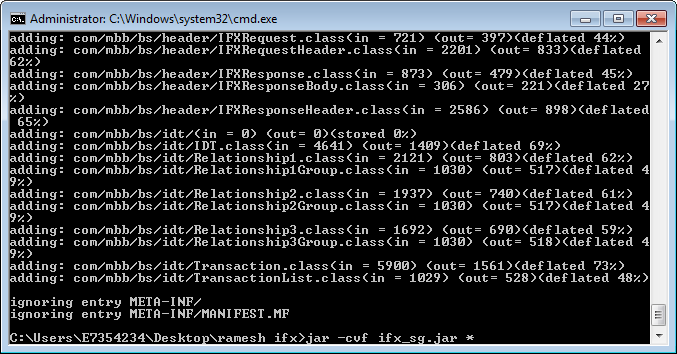 Administrator: C:\Windows\system32\cmd.exe
adding: com/mbb/bs/header/IFXRequest.class(in = 721) (out= 397)(deflated 44%)
adding: com/mbb/bs/header/IFXRequestHeader.class(in = 2201) (out= 833)(deflated
62%)
adding: com/mbb/bs/header/IFXResponse.class(in = 873) (out= 479)(deflated 45%)
adding: com/mbb/bs/header/IFXResponseBody.class(in = 306) (out= 221)(deflated 27
%)
adding: com/mbb/bs/header/IFXResponseHeader.class(in = 2586) (out= 898)(deflated
65%)
adding: com/mbb/bs/idt/(in = 0) (out= 0)(stored 0%)
adding: com/mbb/bs/idt/IDT.class(in = 4641) (out= 1409)(deflated 69%)
adding: com/mbb/bs/idt/Relationship1.class(in = 2121) (out= 803)(deflated 62%)
adding: com/mbb/bs/idt/Relationship1Group.class(in = 1030) (out= 517)(deflated 4
9%)
adding: com/mbb/bs/idt/Relationship2.class(in = 1937) (out= 740)(deflated 61%)
adding: com/mbb/bs/idt/Relationship2Group.class(in = 1030) (out= 517)(deflated 4
9%)
adding: com/mbb/bs/idt/Relationship3.class(in = 1692) (out= 690)(deflated 59%)
adding: com/mbb/bs/idt/Relationship3Group.class(in = 1030) (out= 518)(deflated 4
9%)
adding: com/mbb/bs/idt/Transaction.class(in = 5900) (out= 1561)(deflated 73%)
adding: com/mbb/bs/idt/TransactionList.class(in = 1029) (out= 528)(deflated 48%)
ignoring entry META-INF/
ignoring entry META-INF/MANIFEST.MF
C:\Users\E7354234\Desktop\ramesh ifx>jar -cvf ifx_sg.jar *